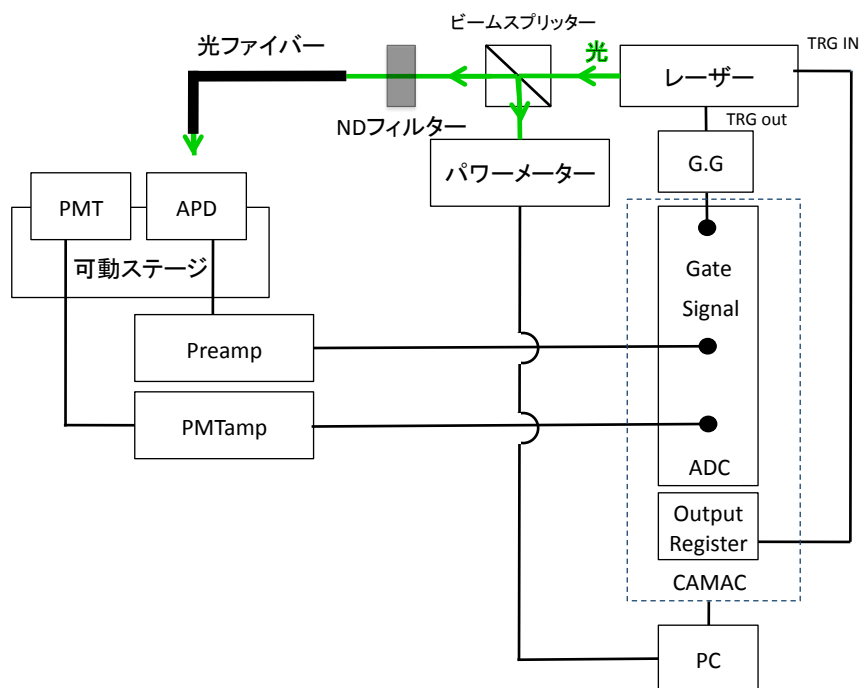 ビームスプリッター
光ファイバー
光
TRG IN
レーザー
NDフィルター
TRG out
パワーメーター
G.G
PMT
APD
可動ステージ
Gate
Signal
Preamp
PMTamp
ADC
Output
Register
CAMAC
PC